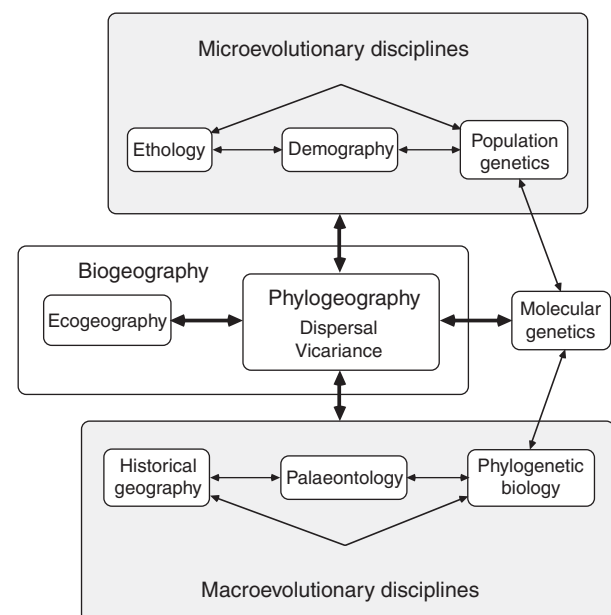 Microevolutionary disciplines
Ethology
Demography
Population
genetics
Biogeography
Ecogeography
Phylogeography
Dispersal
Vicariance
Molecular
genetics
Historical
geography
Palaeontology
Phylogenetic
biology
Macroevolutionary disciplines